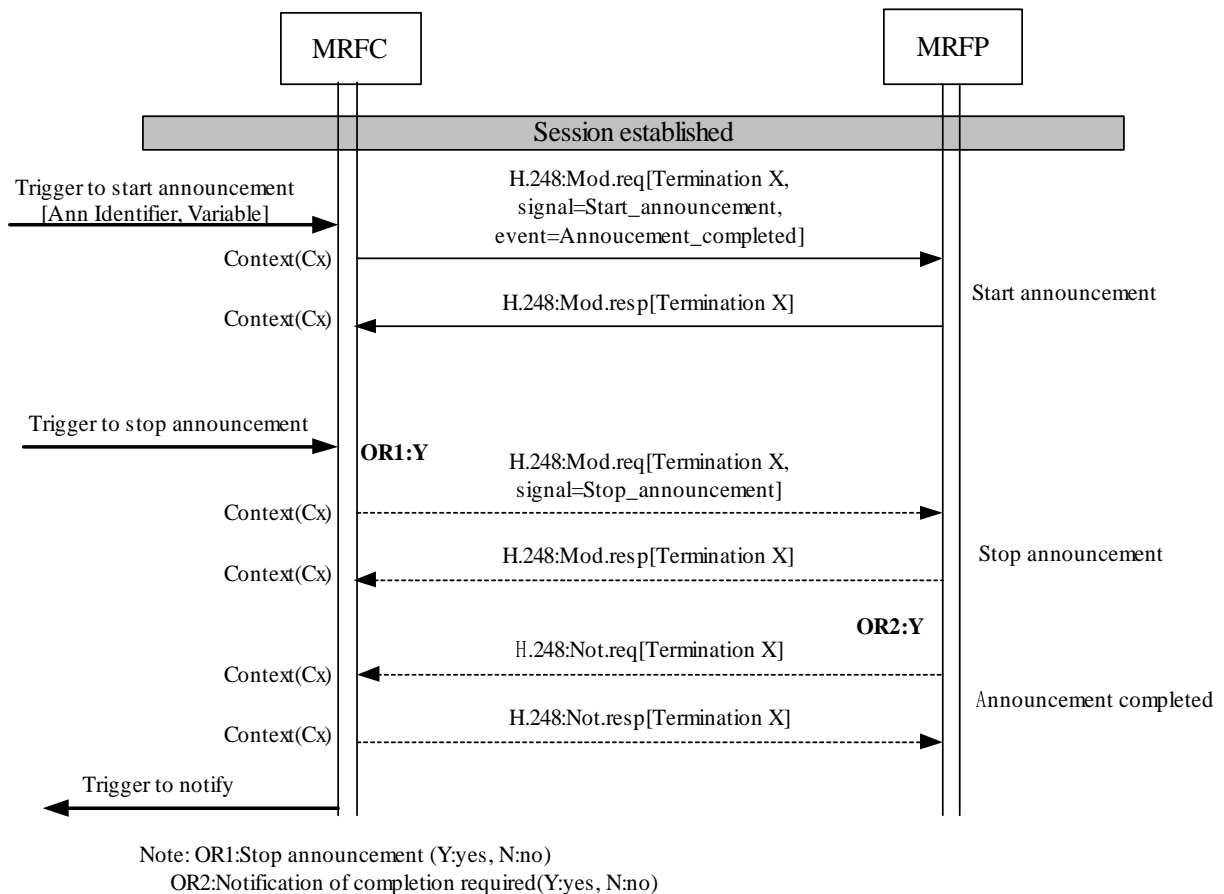 MRFC
MRFP
Session established
Trigger to start announcement
[Ann Identifier, Variable]
H.248:Mod.req[Termination X,
signal=Start_announcement,
event=Annoucement_completed]
Context(Cx)
Start announcement
H.248:Mod.resp[Termination X]
Context(Cx)
Trigger to stop announcement
OR1:Y
H.248:Mod.req[Termination X,
signal=Stop_announcement]
Context(Cx)
H.248:Mod.resp[Termination X]
Stop announcement
Context(Cx)
OR2:Y
H.248:Not.req[Termination X]
Context(Cx)
Announcement completed
H.248:Not.resp[Termination X]
Context(Cx)
Trigger to notify
Note: OR1:Stop announcement (Y:yes, N:no)
OR2:Notification of completion required(Y:yes, N:no)